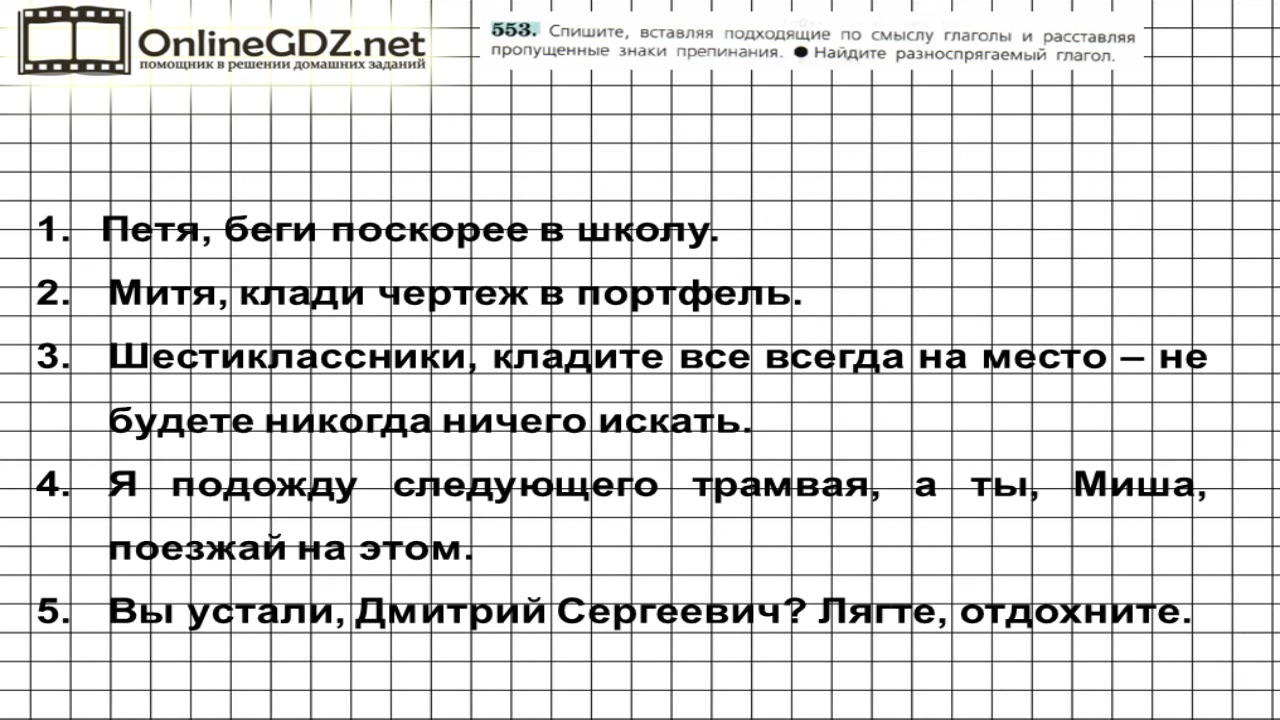 OnlineGDZ.net
помощник в решении домашних заданий
553. Спишите, вставляя подходящие по смыслу глаголы и расставляя
пропущенные знаки препинания. ● Найдите разноспрягаемый глагол.
1. Петя, беги поскорее в школу.
2. Митя, клади чертеж в портфель.
3. Шестиклассники, кладите все всегда на место – не
будете никогда ничего искать.
4. Я подожду следующего трамвая, а ты, Миша,
поезжай на этом.
5. Вы устали, Дмитрий Сергеевич? Лягте, отдохните.